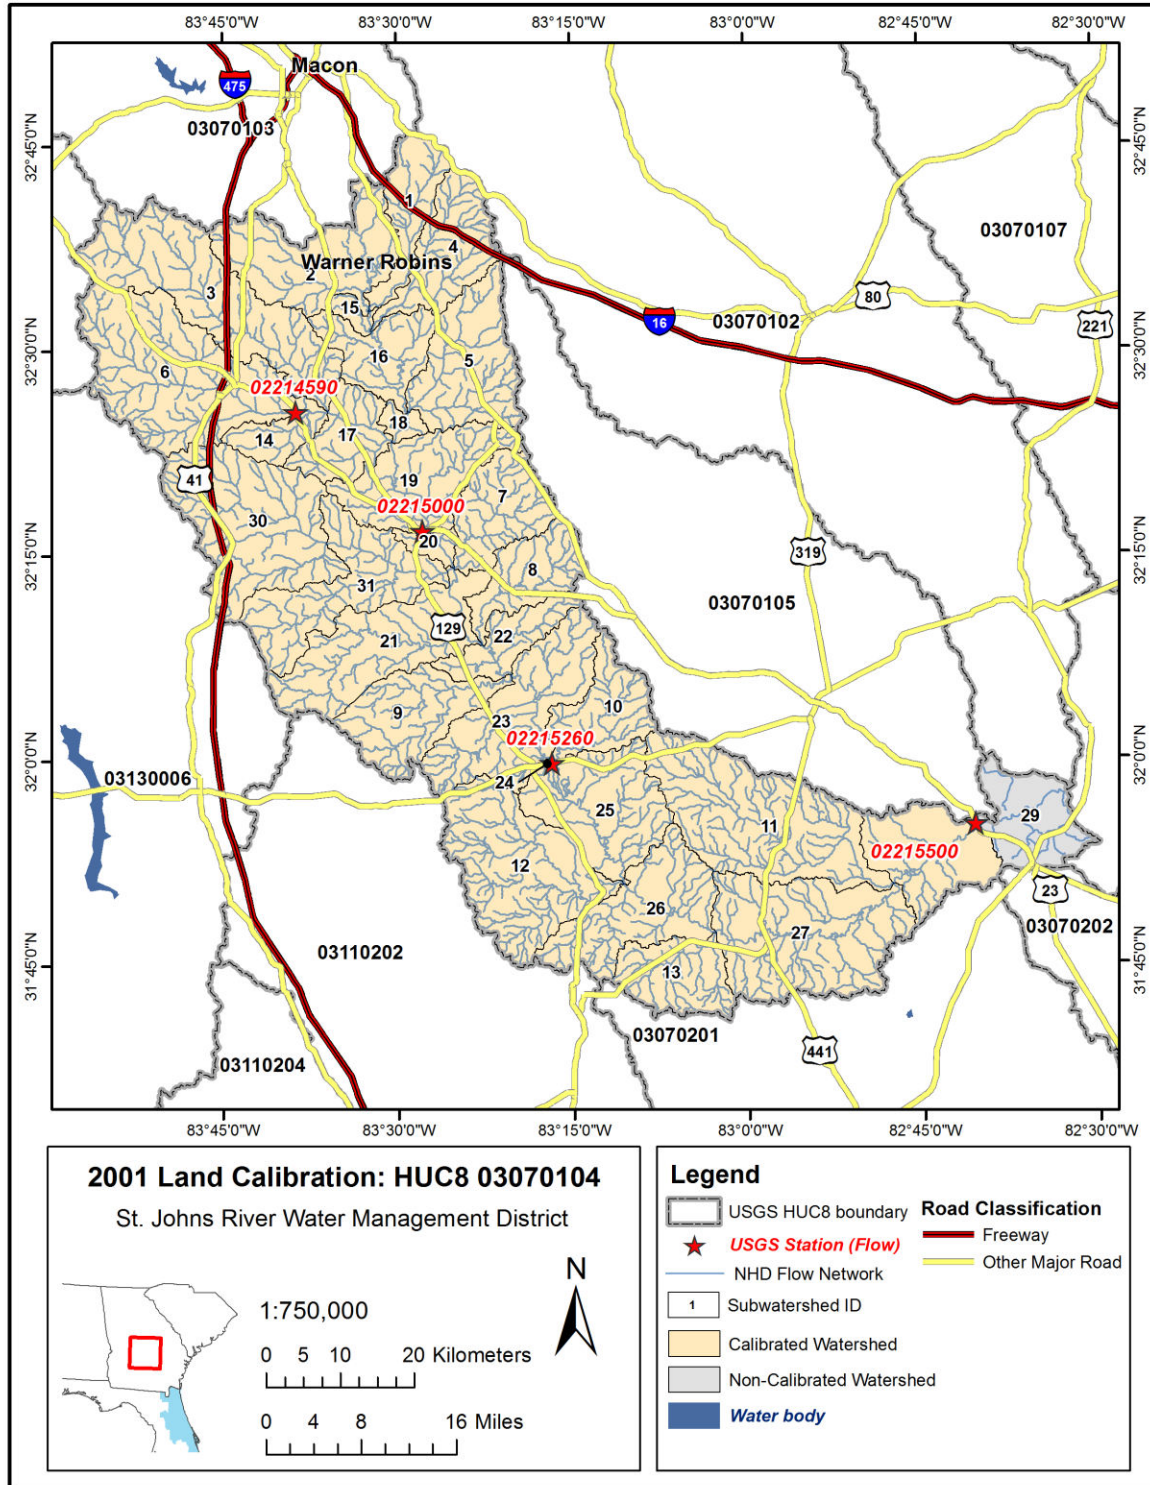 83°45'0"W 83°30'0"W 83°15'0"W 83°0'0"W 82°45'0"W 82°30'0"W
Macon
475
03070103
32°45'0"N
32°45'0"N
1
03070107
4
Warner Robins
2
3
15
80
16
03070102
221
16
32°30'0"N
32°30'0"N
5
6
02214590
18
17
14
41
19
7
02215000
30
20
319
32°15'0"N
32°15'0"N
8
31
03070105
129
22
21
10
9
23
02215260
32°0'0"N
32°0'0"N
03130006
24
25
29
11
02215500
12
23
26
03070202
27
03110202
13
31°45'0"N
31°45'0"N
03070201
441
03110204
83°45'0"W 83°30'0"W 83°15'0"W 83°0'0"W 82°45'0"W 82°30'0"W
2001 Land Calibration: HUC8 03070104
St. Johns River Water Management District
N
1:750,000
0 5 10 20 Kilometers
0 4 8 16 Miles
Legend
USGS HUC8 boundary
USGS Station (Flow)
NHD Flow Network
1 Subwatershed ID
Calibrated Watershed
Non-Calibrated Watershed
Water body
Road Classification
Freeway
Other Major Road